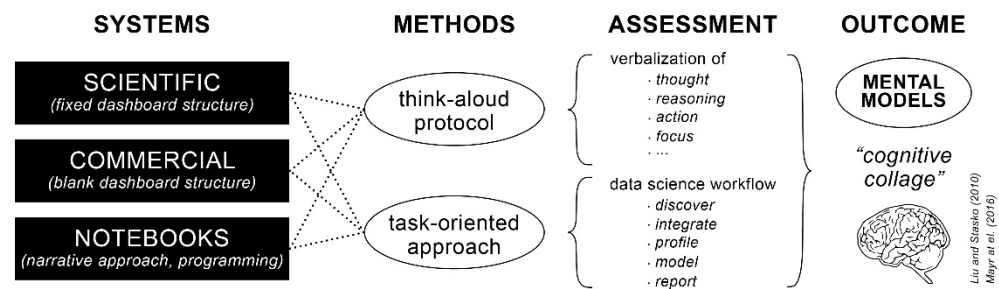 SYSTEMS
SCIENTIFIC
(fixed dashboard structure)
COMMERCIAL
(blank dashboard structure)
NOTEBOOKS
(narrative approach, programming)
METHODS
think-aloud
protocol
task-oriented
approach
ASSESSMENT
verbalization of
· thought
· reasoning
· action
· focus
· ...
data science workflow
· discover
· integrate
· profile
· model
· report
OUTCOME
MENTAL
MODELS
“cognitive
collage”
Liu and Stasko (2010)
Mayr at el. (2016)